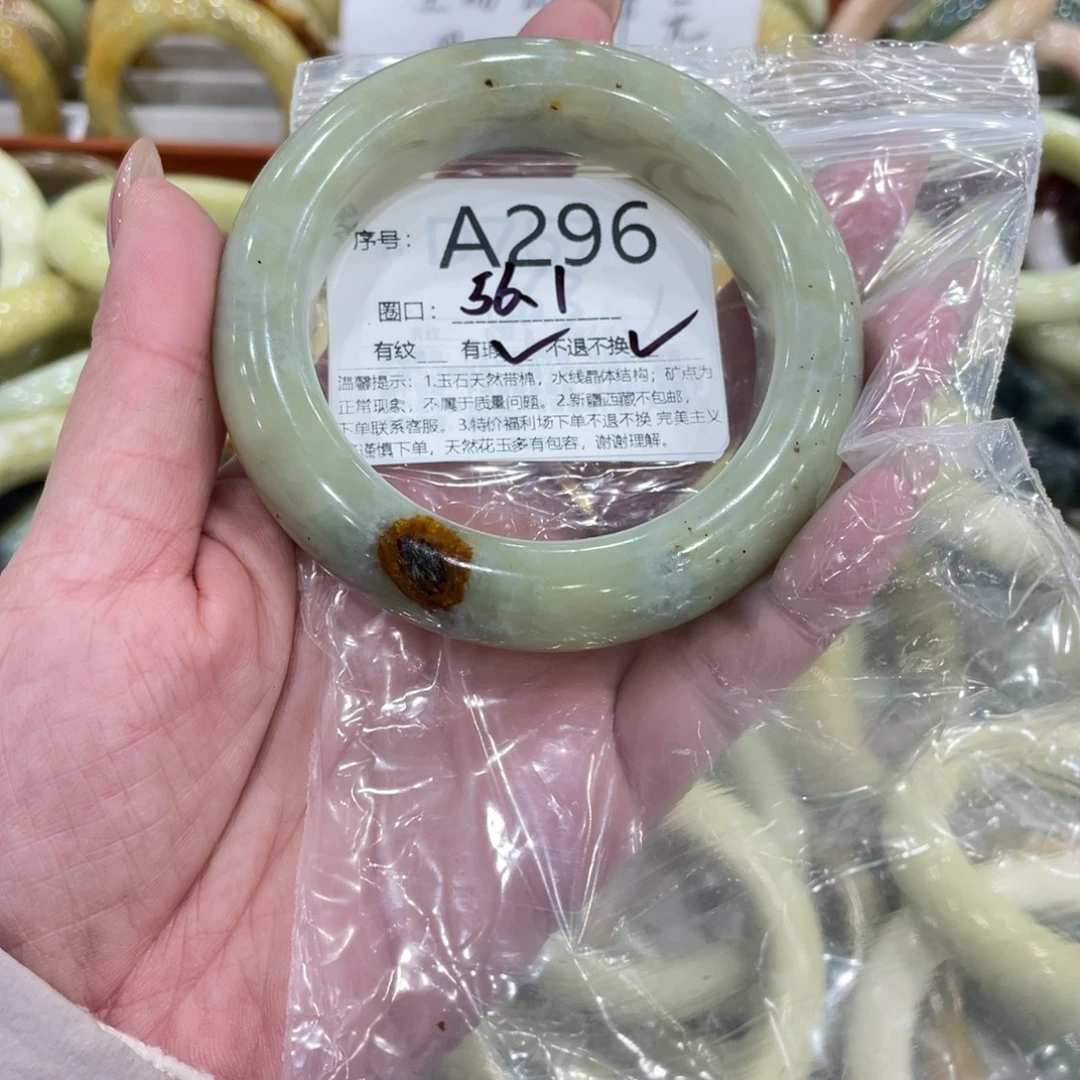 序号: A296
圈口: 56.1
有纹___ 有瑕✓ 不退不换✓
温馨提示: 1.玉石天然带棉, 水线晶体结构; 矿点为
正常现象, 不属于质量问题。2.新疆西藏不包邮,
下单联系客服。3.特价福利场下单不退不换 完美主义
谨慎下单, 天然花玉多有包容, 谢谢理解。